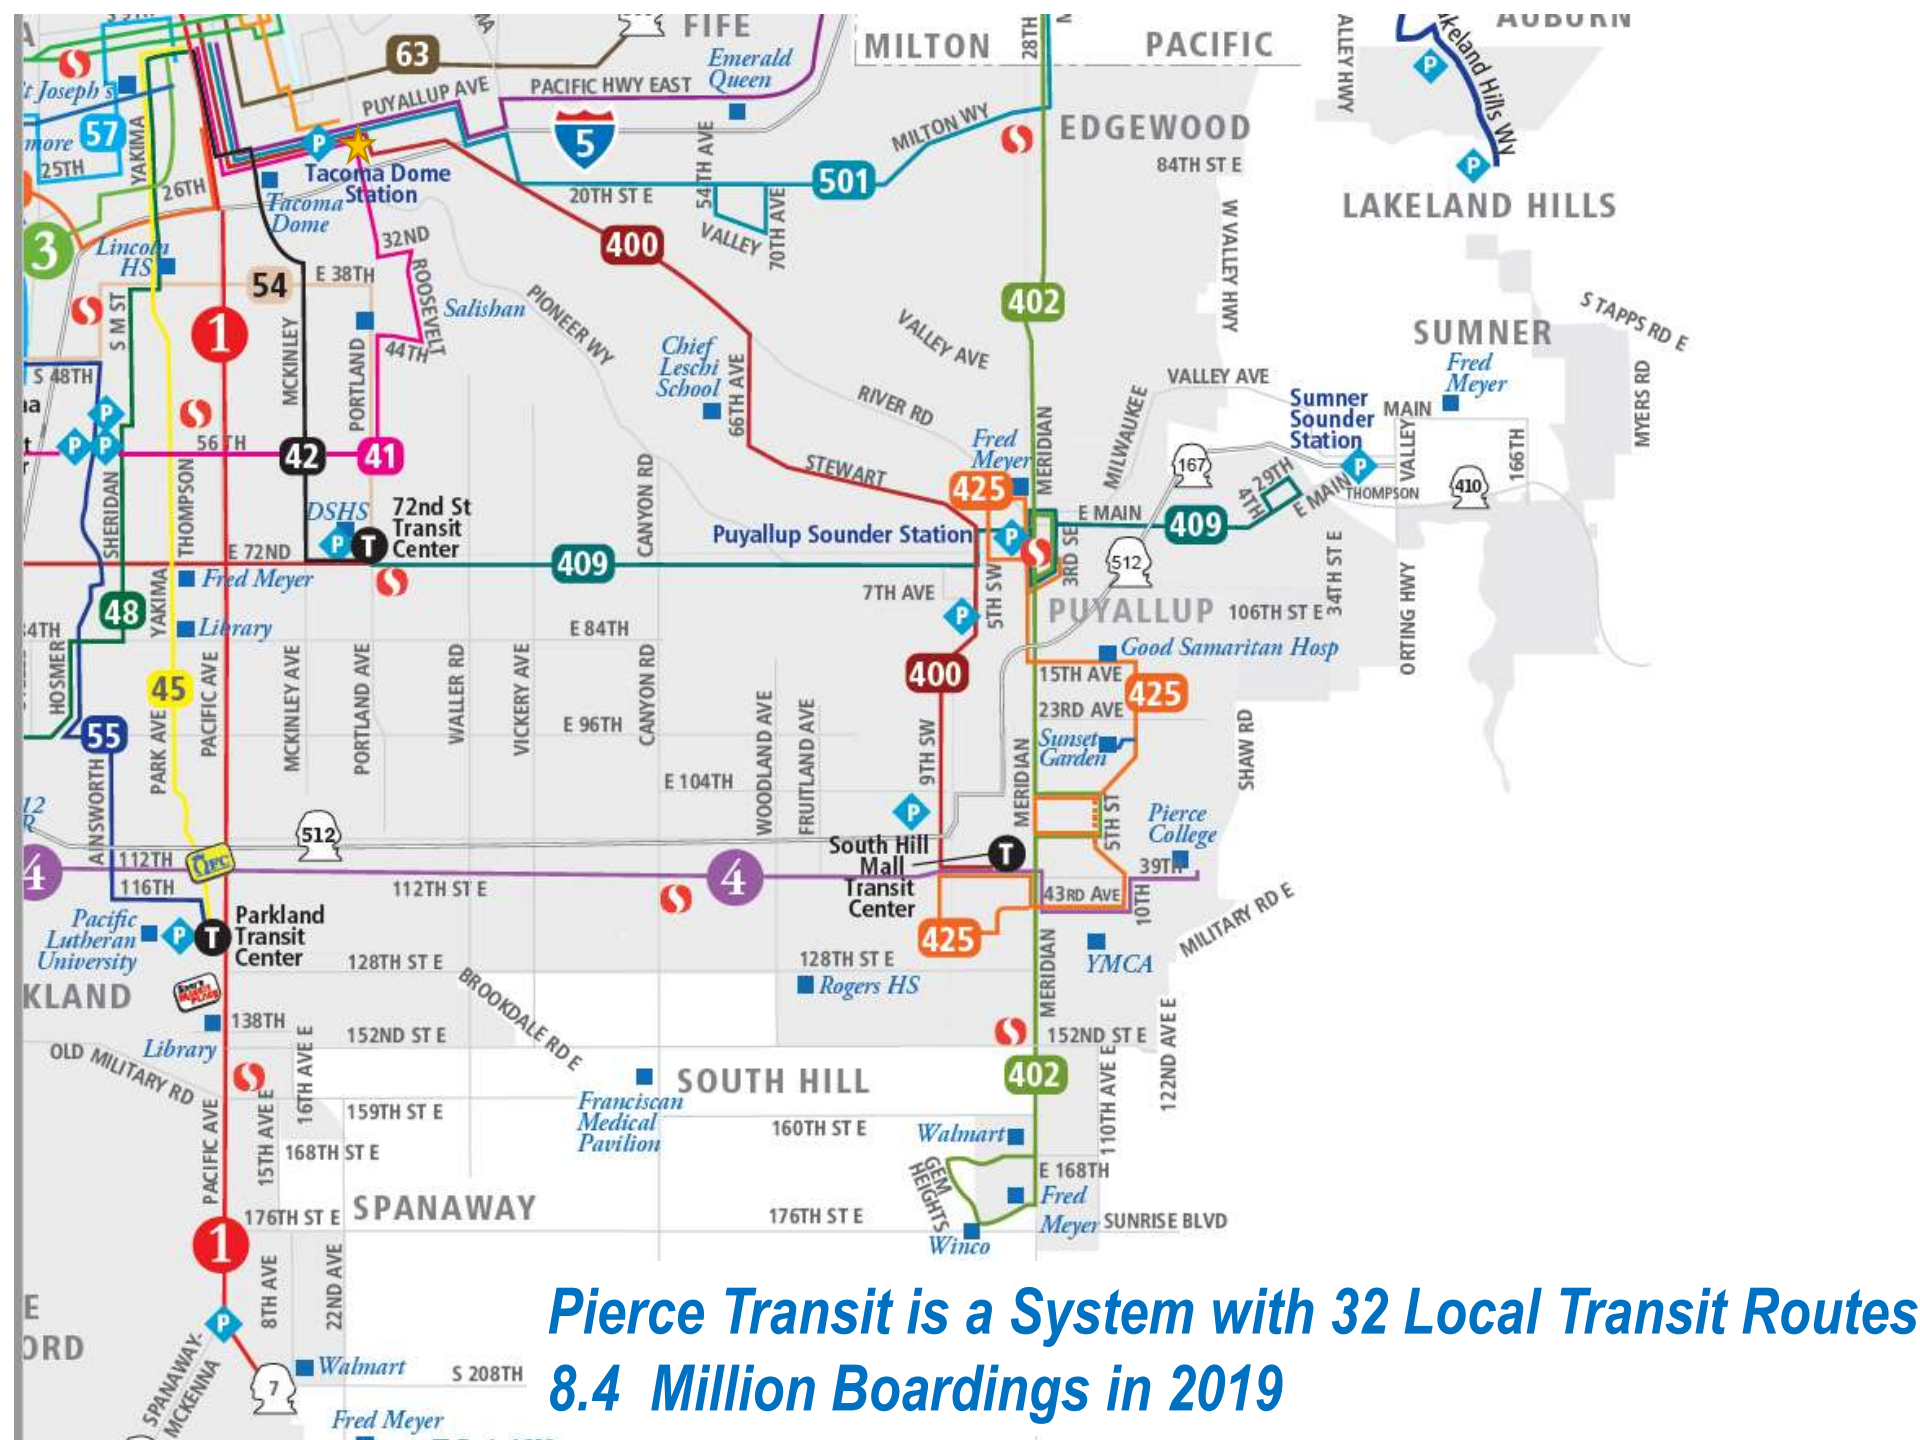 FIFE
MILTON
PACIFIC
AUBURN
28TH
Lakeland Hills Wy
63
Emerald
Queen
PUYALLUP AVE
PACIFIC HWY EAST
St Joseph's
57
25TH
YAKIMA
26TH
5
MILTON WY
EDGEWOOD
84TH ST E
Tacoma Dome
Station
Tacoma
Dome
20TH ST E
54TH AVE
501
VALLEY
70TH AVE
LAKELAND HILLS
W VALLEY HWY
3
Lincoln
HS
32ND
400
54
E 38TH
ROOSEVELT
Salishan
PIONEER WY
402
S M ST
1
MCKINLEY
PORTLAND
44TH
VALLEY AVE
SUMNER
S TAPPS RD E
MYERS RD
Chief
Leschi
School
66TH AVE
RIVER RD
VALLEY AVE
Fred
Meyer
S 48TH
MILWAUKEE
Sumner
Sounder
Station
MAIN
VALLEY
166TH
56TH
42
41
Fred
Meyer
MERIDIAN
STEWART
425
167
29TH
4TH
E MAIN
THOMPSON
410
SHERIDAN
THOMPSON
CANYON RD
DSHS
72nd St
Transit
Center
T
Puyallup Sounder Station
E MAIN
409
E 72ND
409
3RD SE
512
34TH ST E
ORTING HWY
Fred Meyer
48
YAKIMA
7TH AVE
5TH SW
PUYALLUP
106TH ST E
Library
E 84TH
Good Samaritan Hosp
HOSMER
45
PACIFIC AVE
MCKINLEY AVE
PORTLAND AVE
WALLER RD
VICKERY AVE
CANYON RD
400
15TH AVE
425
23RD AVE
55
PARK AVE
E 96TH
WOODLAND AVE
FRUITLAND AVE
9TH SW
MERIDIAN
Sunset
Garden
SHAW RD
AINSWORTH
E 104TH
5TH ST
Pierce
College
512
South Hill
Mall
Transit
Center
T
4
112TH
116TH
112TH ST E
4
39TH
43RD AVE
10TH
MILITARY RD E
Pacific
Lutheran
University
T
Parkland
Transit
Center
425
128TH ST E
128TH ST E
Rogers HS
MERIDIAN
YMCA
BROOKDALE RD E
138TH
Library
OLD MILITARY RD
16TH AVE E
152ND ST E
152ND ST E
122ND AVE E
SOUTH HILL
402
110TH AVE E
PACIFIC AVE
15TH AVE E
159TH ST E
Franciscan
Medical
Pavilion
160TH ST E
Walmart
168TH ST E
GEM
HEIGHTS
E 168TH
Fred
Meyer
SPANAWAY
176TH ST E
176TH ST E
SUNRISE BLVD
Winco
1
8TH AVE
22ND AVE
SPANAWAY-
MCKENNA
7
Walmart
S 208TH
Fred Meyer
Pierce Transit is a System with 32 Local Transit Routes
8.4 Million Boardings in 2019